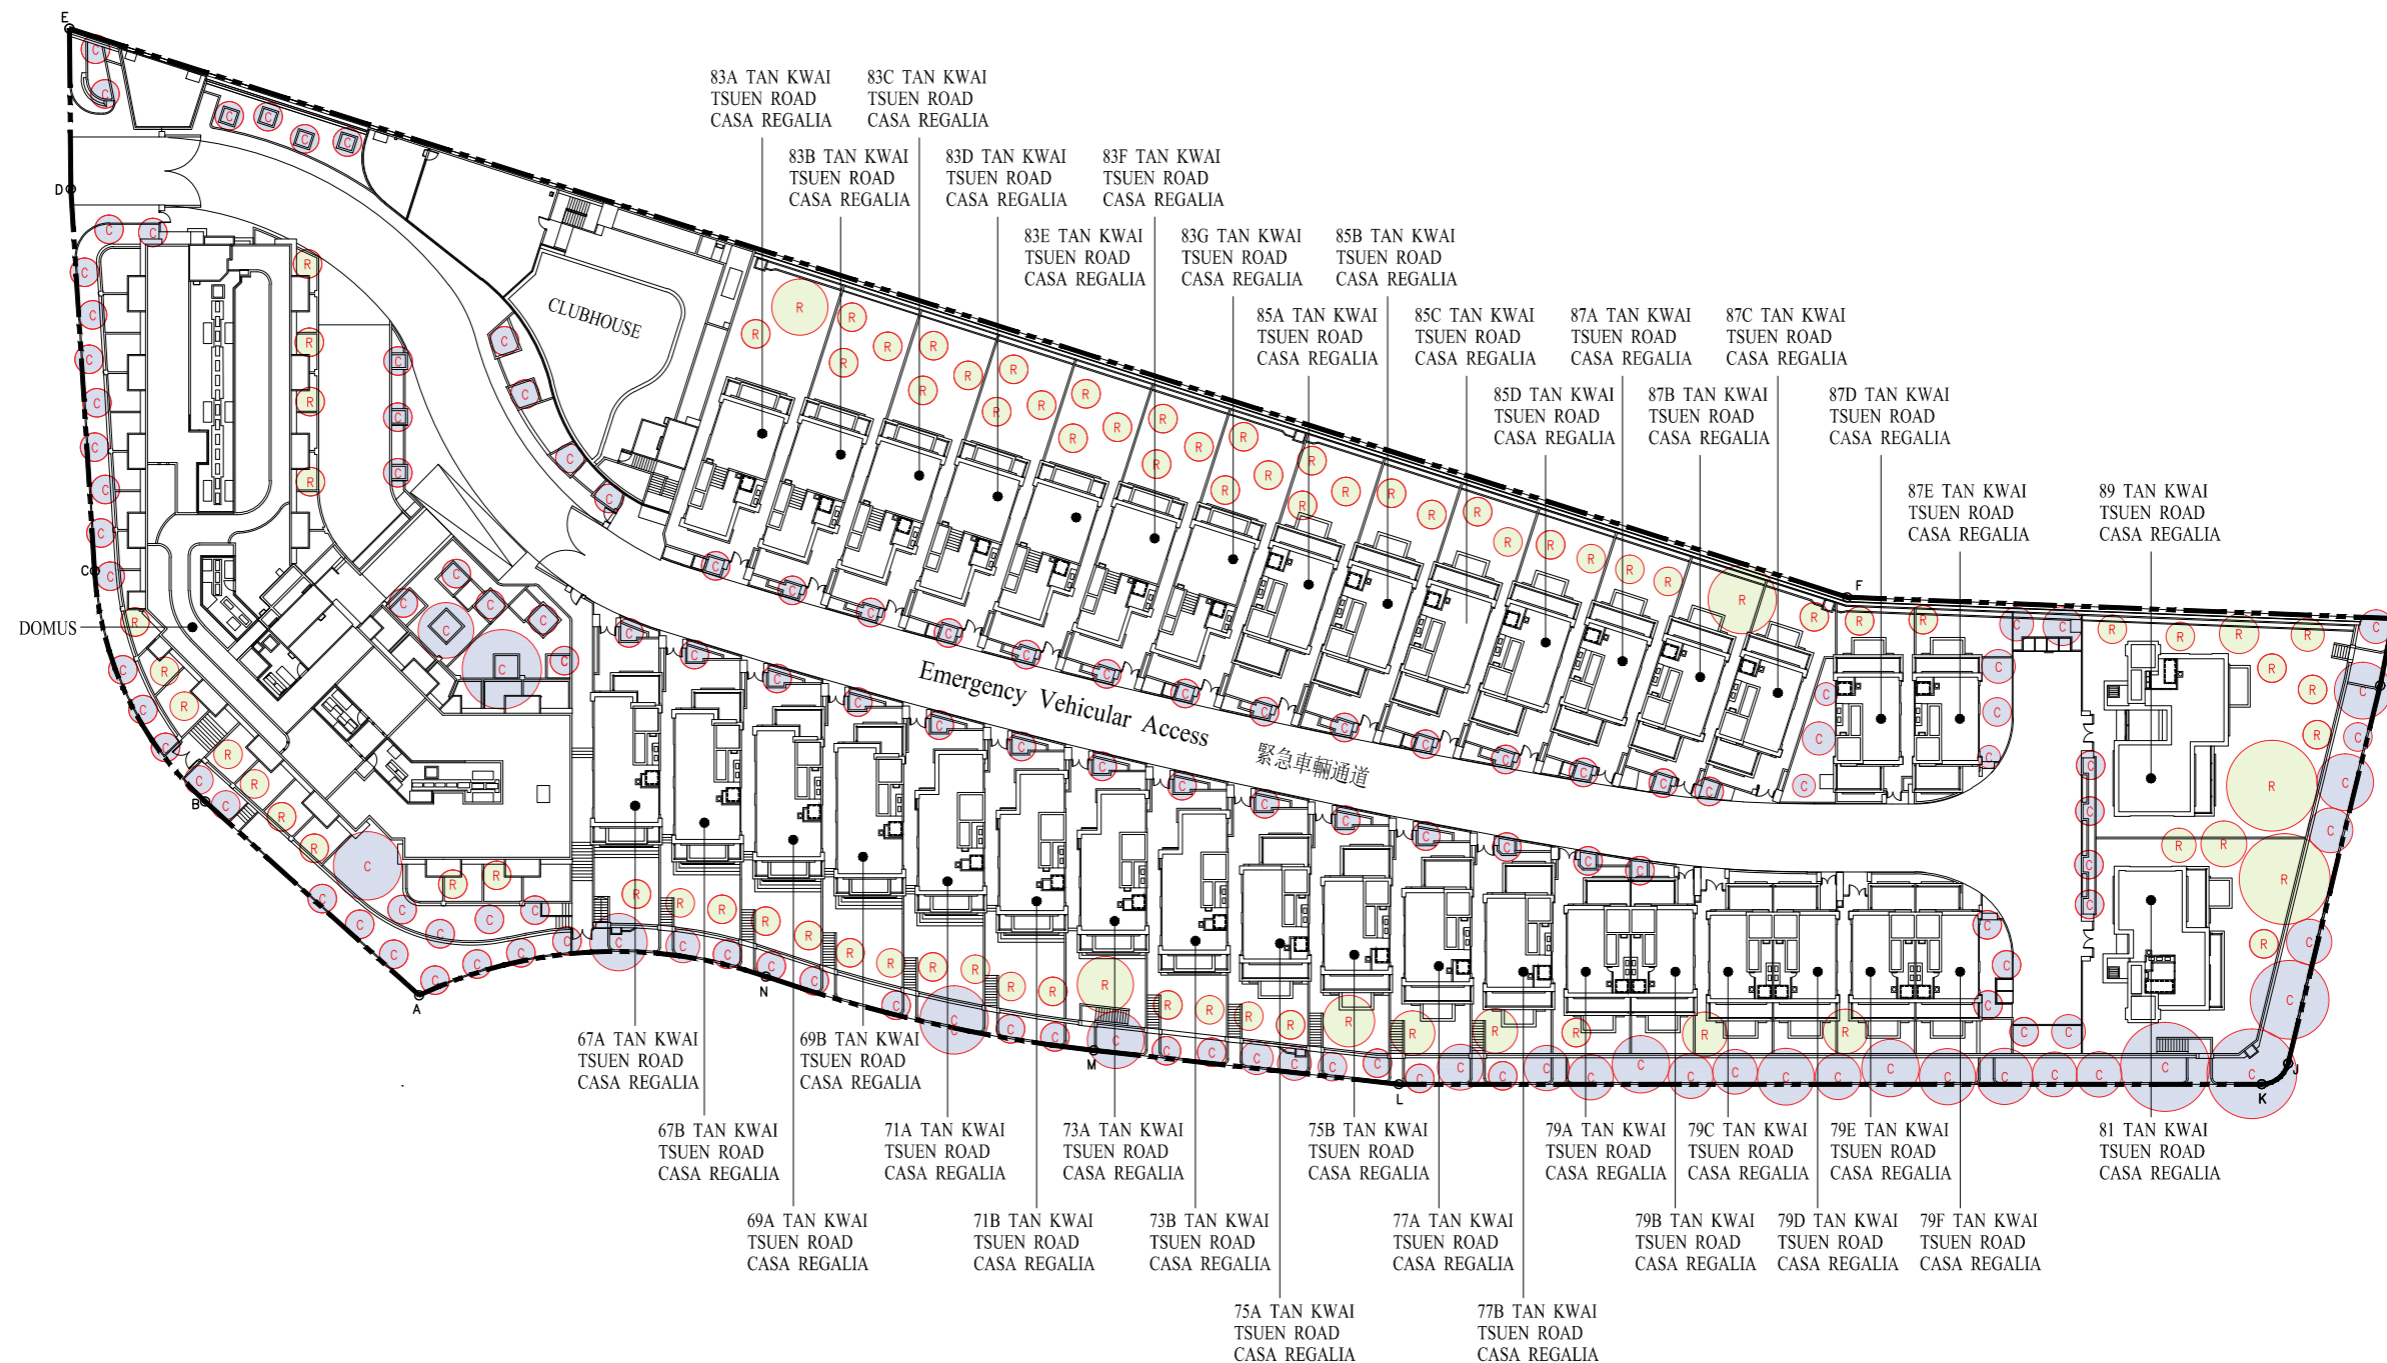 E
83A TAN KWAI
TSUEN ROAD
CASA REGALIA
83C TAN KWAI
TSUEN ROAD
CASA REGALIA
83B TAN KWAI
TSUEN ROAD
CASA REGALIA
83D TAN KWAI
TSUEN ROAD
CASA REGALIA
83F TAN KWAI
TSUEN ROAD
CASA REGALIA
D
83E TAN KWAI
TSUEN ROAD
CASA REGALIA
83G TAN KWAI
TSUEN ROAD
CASA REGALIA
85B TAN KWAI
TSUEN ROAD
CASA REGALIA
CLUBHOUSE
85A TAN KWAI
TSUEN ROAD
CASA REGALIA
85C TAN KWAI
TSUEN ROAD
CASA REGALIA
87A TAN KWAI
TSUEN ROAD
CASA REGALIA
87C TAN KWAI
TSUEN ROAD
CASA REGALIA
85D TAN KWAI
TSUEN ROAD
CASA REGALIA
87B TAN KWAI
TSUEN ROAD
CASA REGALIA
87D TAN KWAI
TSUEN ROAD
CASA REGALIA
87E TAN KWAI
TSUEN ROAD
CASA REGALIA
89 TAN KWAI
TSUEN ROAD
CASA REGALIA
C
F
DOMUS
Emergency Vehicular Access
緊急車輛通道
B
A
N
M
L
K
J
67A TAN KWAI
TSUEN ROAD
CASA REGALIA
69B TAN KWAI
TSUEN ROAD
CASA REGALIA
67B TAN KWAI
TSUEN ROAD
CASA REGALIA
71A TAN KWAI
TSUEN ROAD
CASA REGALIA
73A TAN KWAI
TSUEN ROAD
CASA REGALIA
75B TAN KWAI
TSUEN ROAD
CASA REGALIA
79A TAN KWAI
TSUEN ROAD
CASA REGALIA
79C TAN KWAI
TSUEN ROAD
CASA REGALIA
79E TAN KWAI
TSUEN ROAD
CASA REGALIA
81 TAN KWAI
TSUEN ROAD
CASA REGALIA
69A TAN KWAI
TSUEN ROAD
CASA REGALIA
71B TAN KWAI
TSUEN ROAD
CASA REGALIA
73B TAN KWAI
TSUEN ROAD
CASA REGALIA
77A TAN KWAI
TSUEN ROAD
CASA REGALIA
79B TAN KWAI
TSUEN ROAD
CASA REGALIA
79D TAN KWAI
TSUEN ROAD
CASA REGALIA
79F TAN KWAI
TSUEN ROAD
CASA REGALIA
75A TAN KWAI
TSUEN ROAD
CASA REGALIA
77B TAN KWAI
TSUEN ROAD
CASA REGALIA